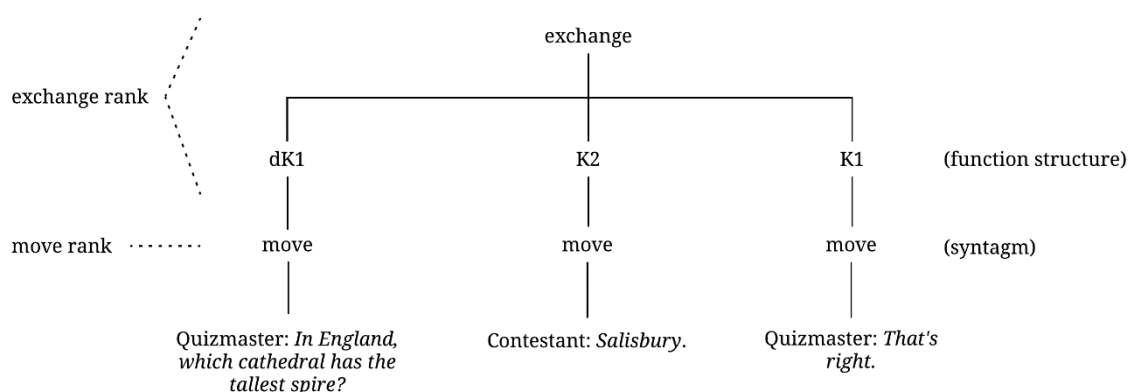 exchange
exchange rank
dK1 K2 K1 (function structure)
move rank move move move (syntagm)
Quizmaster: In England,
which cathedral has the
tallest spire?
Contestant: Salisbury.
Quizmaster: That's
right.